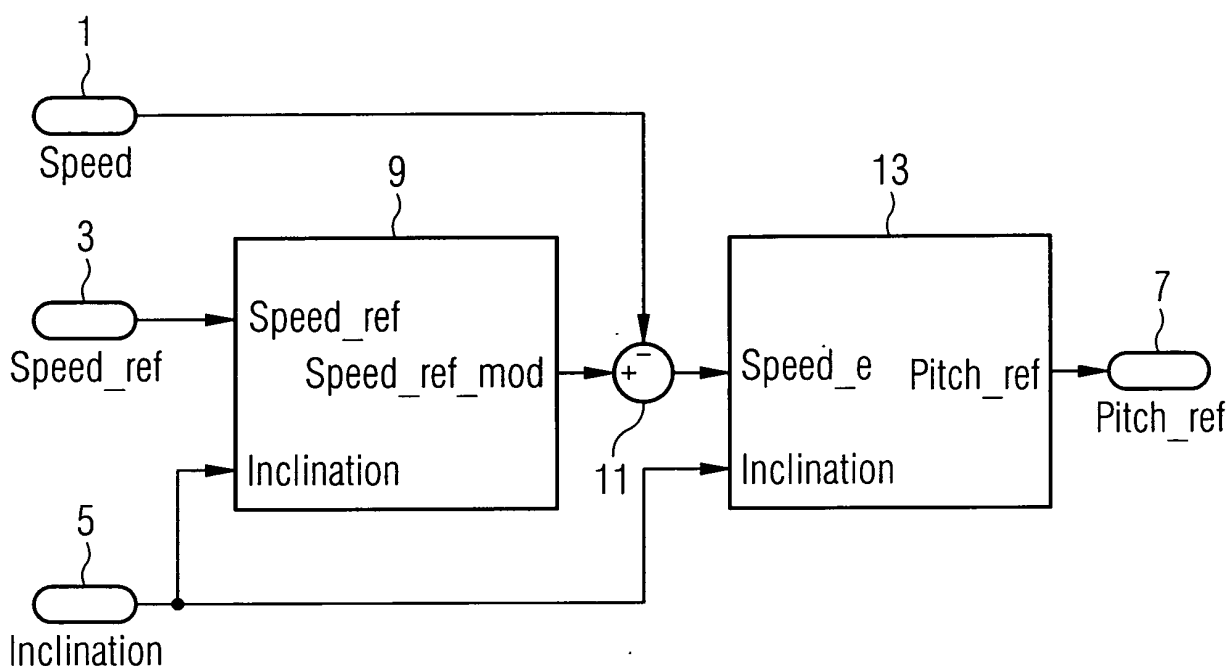 1
Speed
9
13
3
Speed_ref
7
Speed_ref
Speed_ref_mod
+
−
Speed_e
Pitch_ref
Pitch_ref
Inclination
11
Inclination
5
Inclination